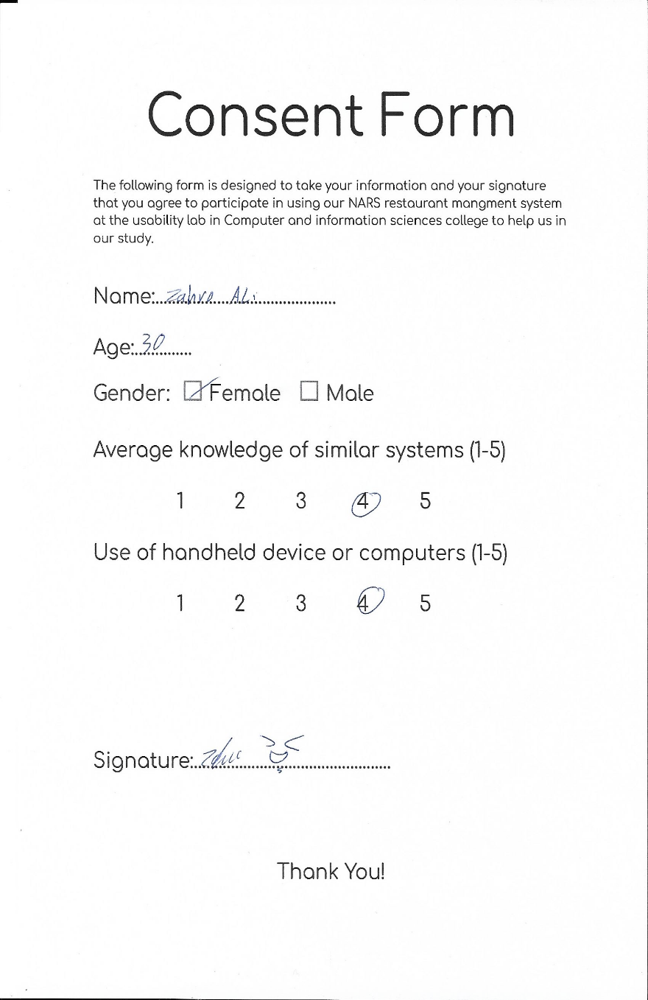 Consent Form
The following form is designed to take your information and your signature
that you agree to participate in using our NARS restaurant mangment system
at the usability lab in Computer and information sciences college to help us in
our study.
Name:..Zahra....ALi......................
Age:..30.......
Gender: Female Male
Average knowledge of similar systems (1-5)
1 2 3 4 5
Use of handheld device or computers (1-5)
1 2 3 4 5
Signature:..............................................
Thank You!